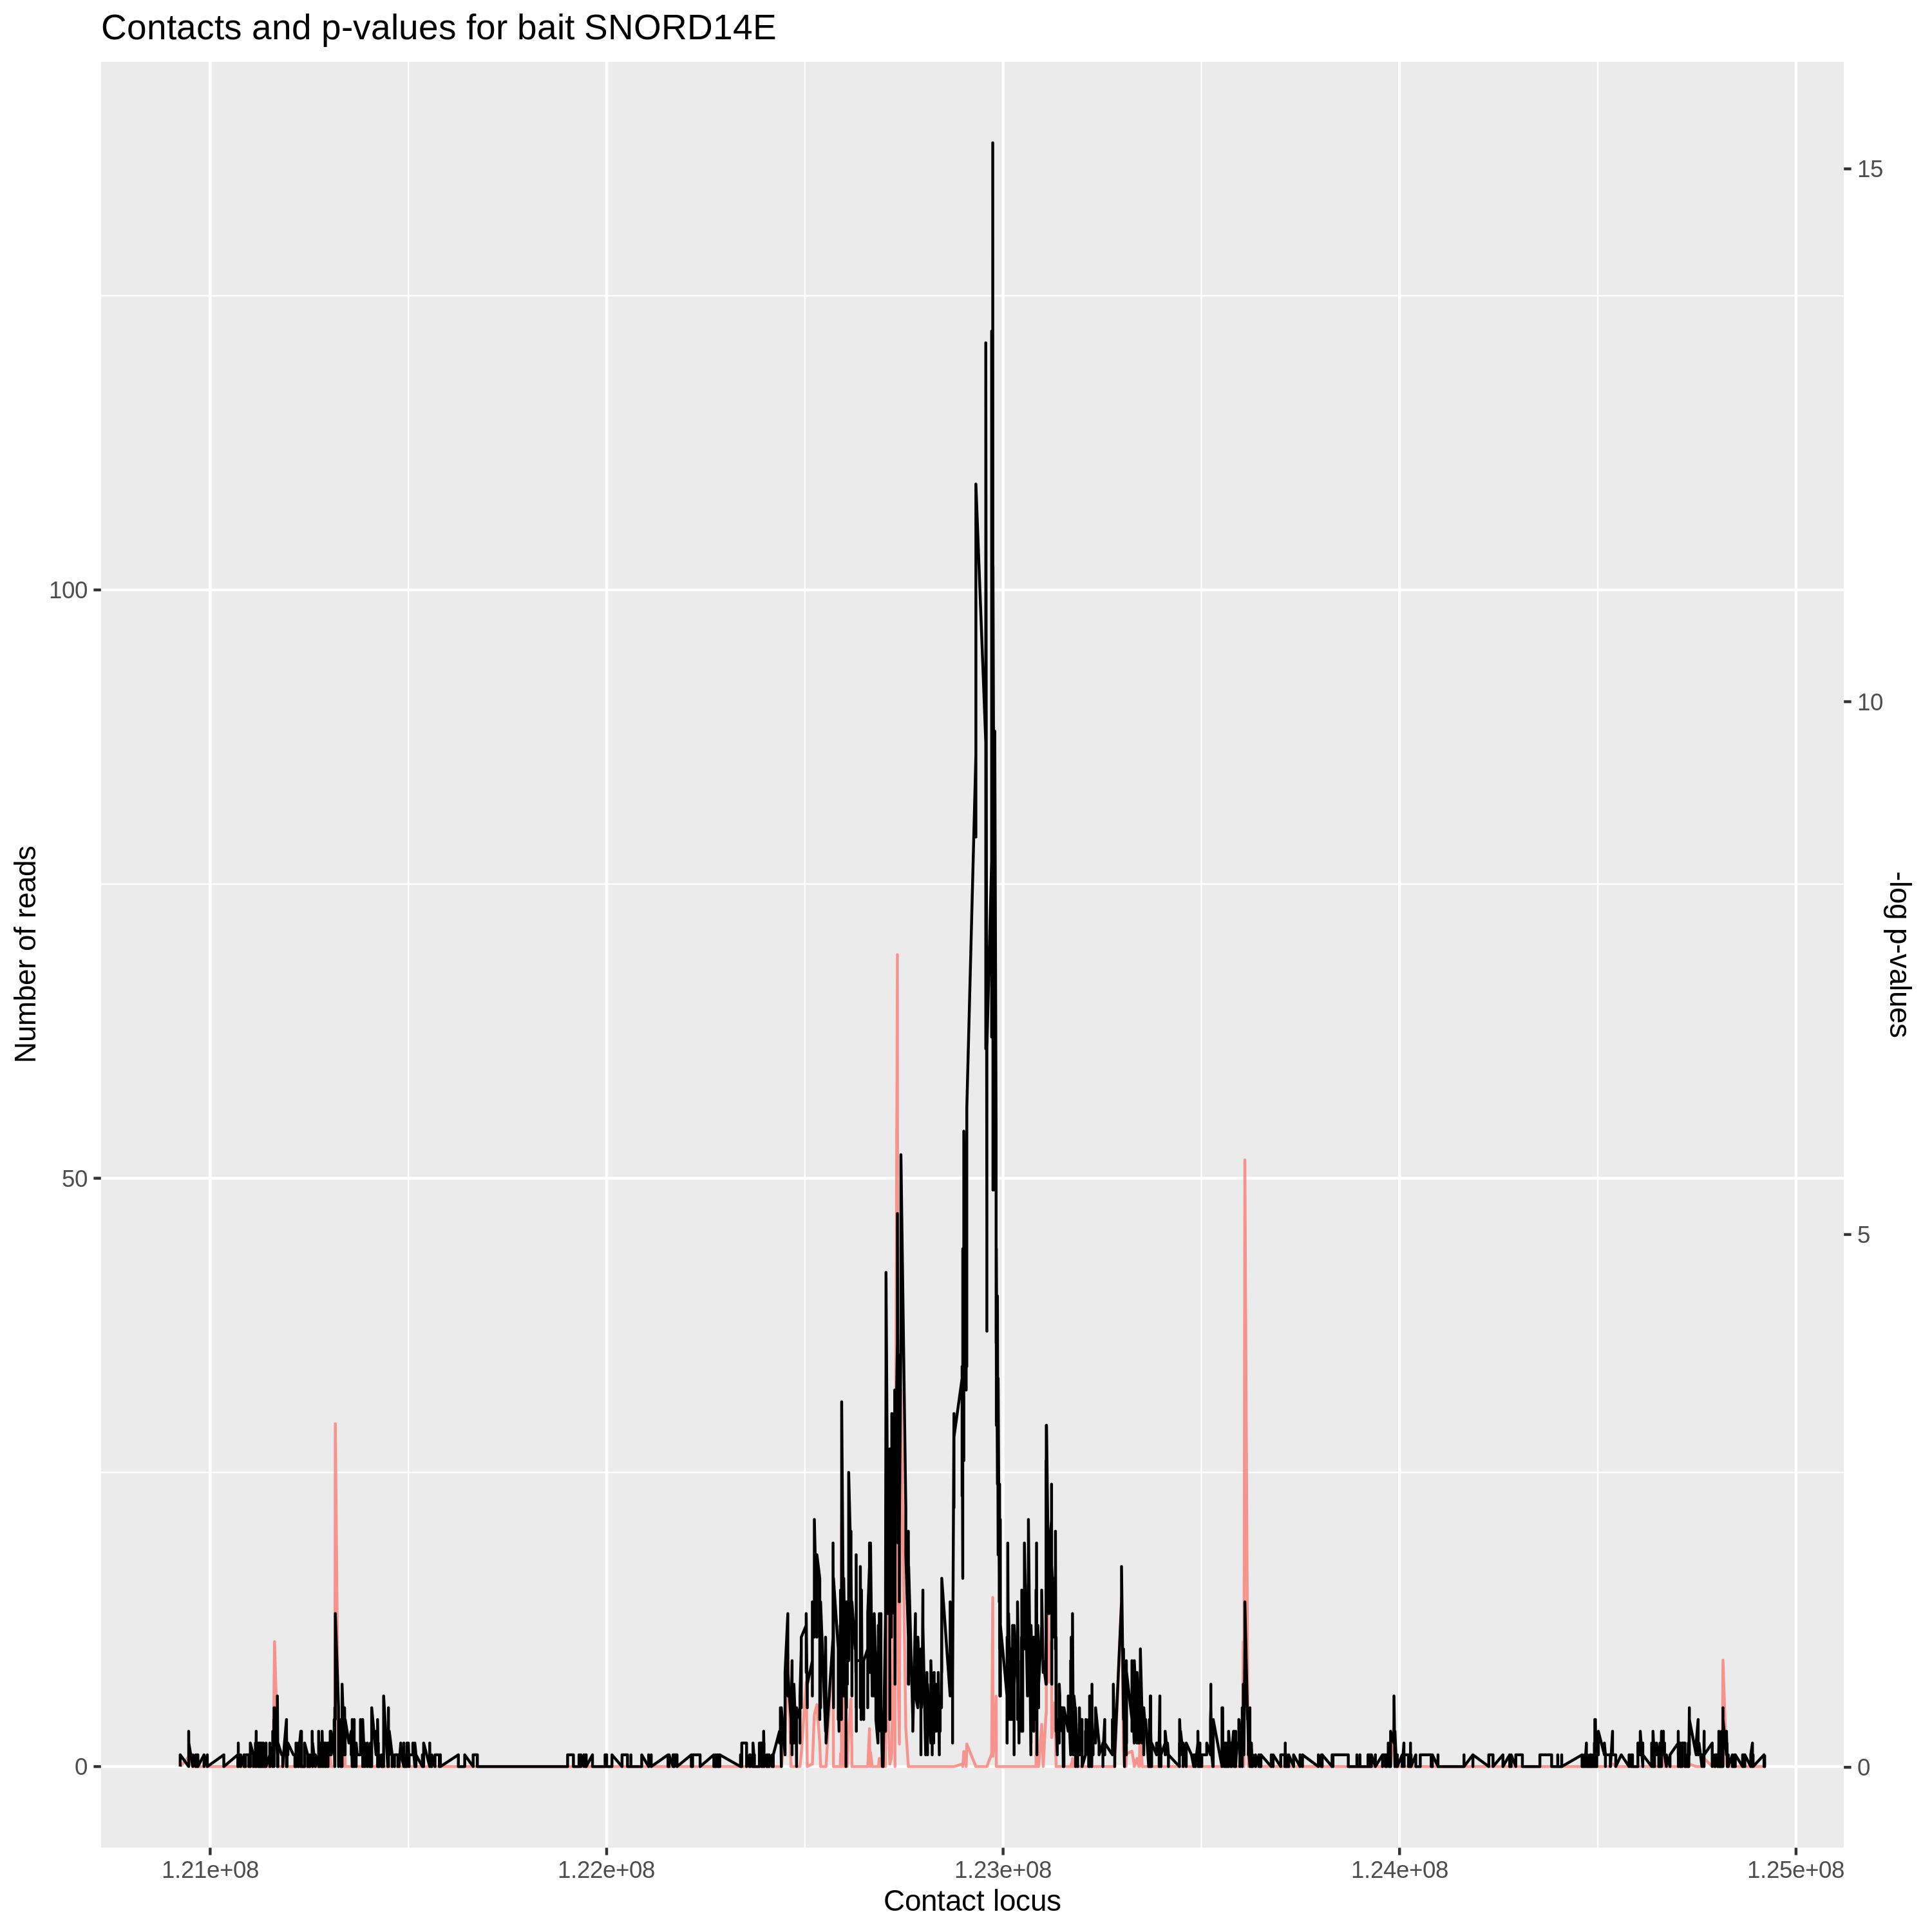 Contacts and p-values for bait SNORD14E
Number of reads
100
50
0
15
10
5
0
-log p-values
1.21e+08
1.22e+08
1.23e+08
1.24e+08
1.25e+08
Contact locus